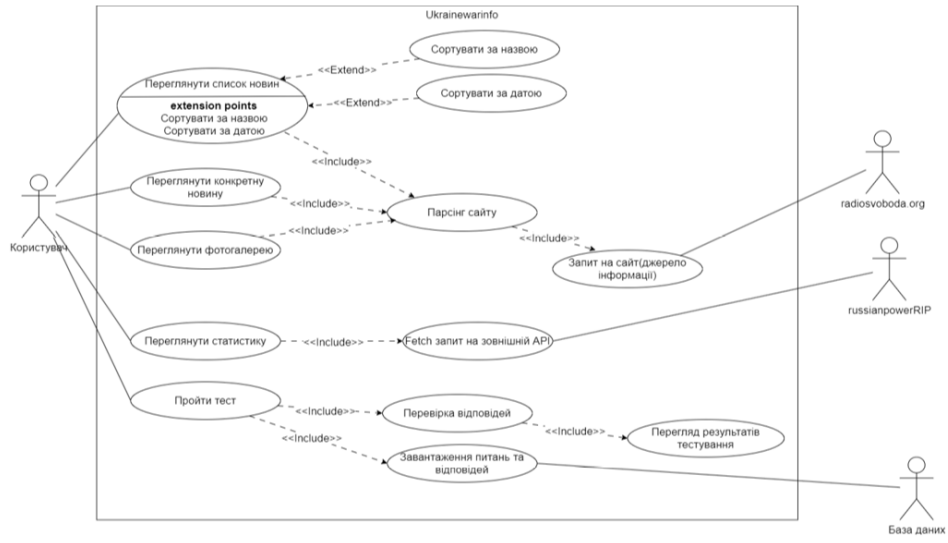 Ukrainewarinfo
Сортувати за назвою
<<Extend>>
Переглянути список новин
Сортувати за датою
<<Extend>>
extension points
Сортувати за назвою
Сортувати за датою
<<Include>>
radiosvoboda.org
Переглянути конкретну
новину
<<Include>>
Парсінг сайту
Користувач
<<Include>>
<<Include>>
Переглянути фотогалерею
Запит на сайт(джерело
інформації)
russianpowerRIP
Переглянути статистику
<<Include>>
Fetch запит на зовнішній API
Пройти тест
<<Include>>
Перевірка відповідей
<<Include>>
Перегляд результатів
тестування
<<Include>>
Завантаження питань та
відповідей
База даних